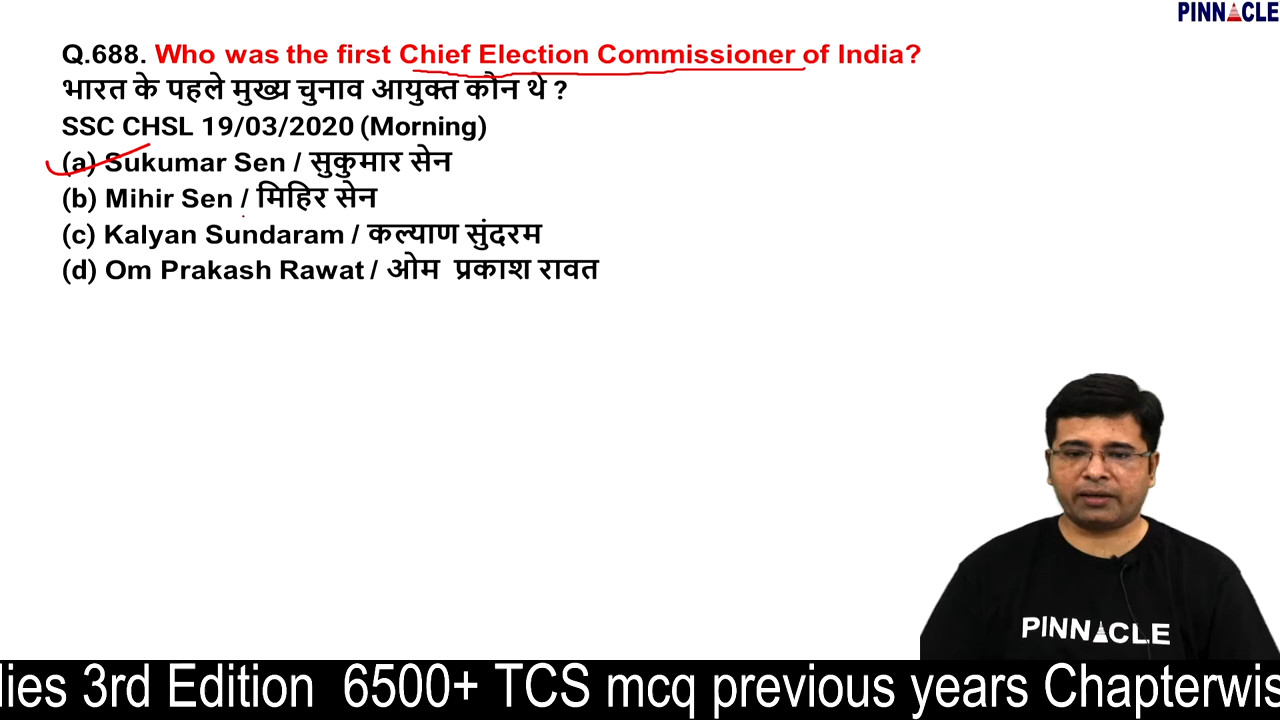 PINNACLE
Q.688. Who was the first Chief Election Commissioner of India?
भारत के पहले मुख्य चुनाव आयुक्त कौन थे ?
SSC CHSL 19/03/2020 (Morning)
(a) Sukumar Sen / सुकुमार सेन
(b) Mihir Sen / मिहिर सेन
(c) Kalyan Sundaram / कल्याण सुंदरम
(d) Om Prakash Rawat / ओम प्रकाश रावत
PINNACLE
lies 3rd Edition 6500+ TCS mcq previous years Chapterwis